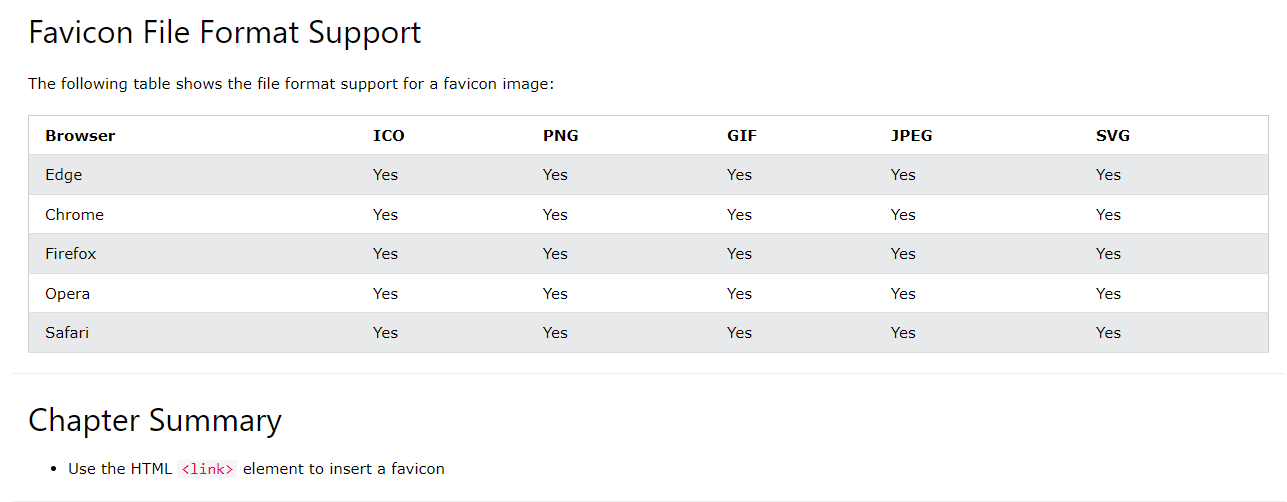 Favicon File Format Support
The following table shows the file format support for a favicon image:
Browser ICO PNG GIF JPEG SVG
Edge Yes Yes Yes Yes Yes
Chrome Yes Yes Yes Yes Yes
Firefox Yes Yes Yes Yes Yes
Opera Yes Yes Yes Yes Yes
Safari Yes Yes Yes Yes Yes
Chapter Summary
• Use the HTML <link> element to insert a favicon